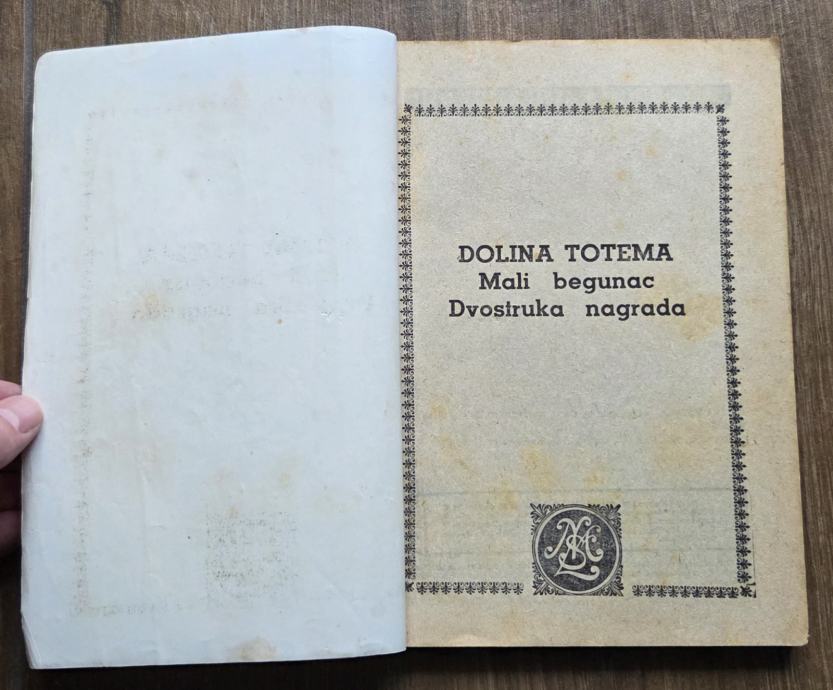 DOLINA TOTEMA
Mali begunac
Dvostruka nagrada